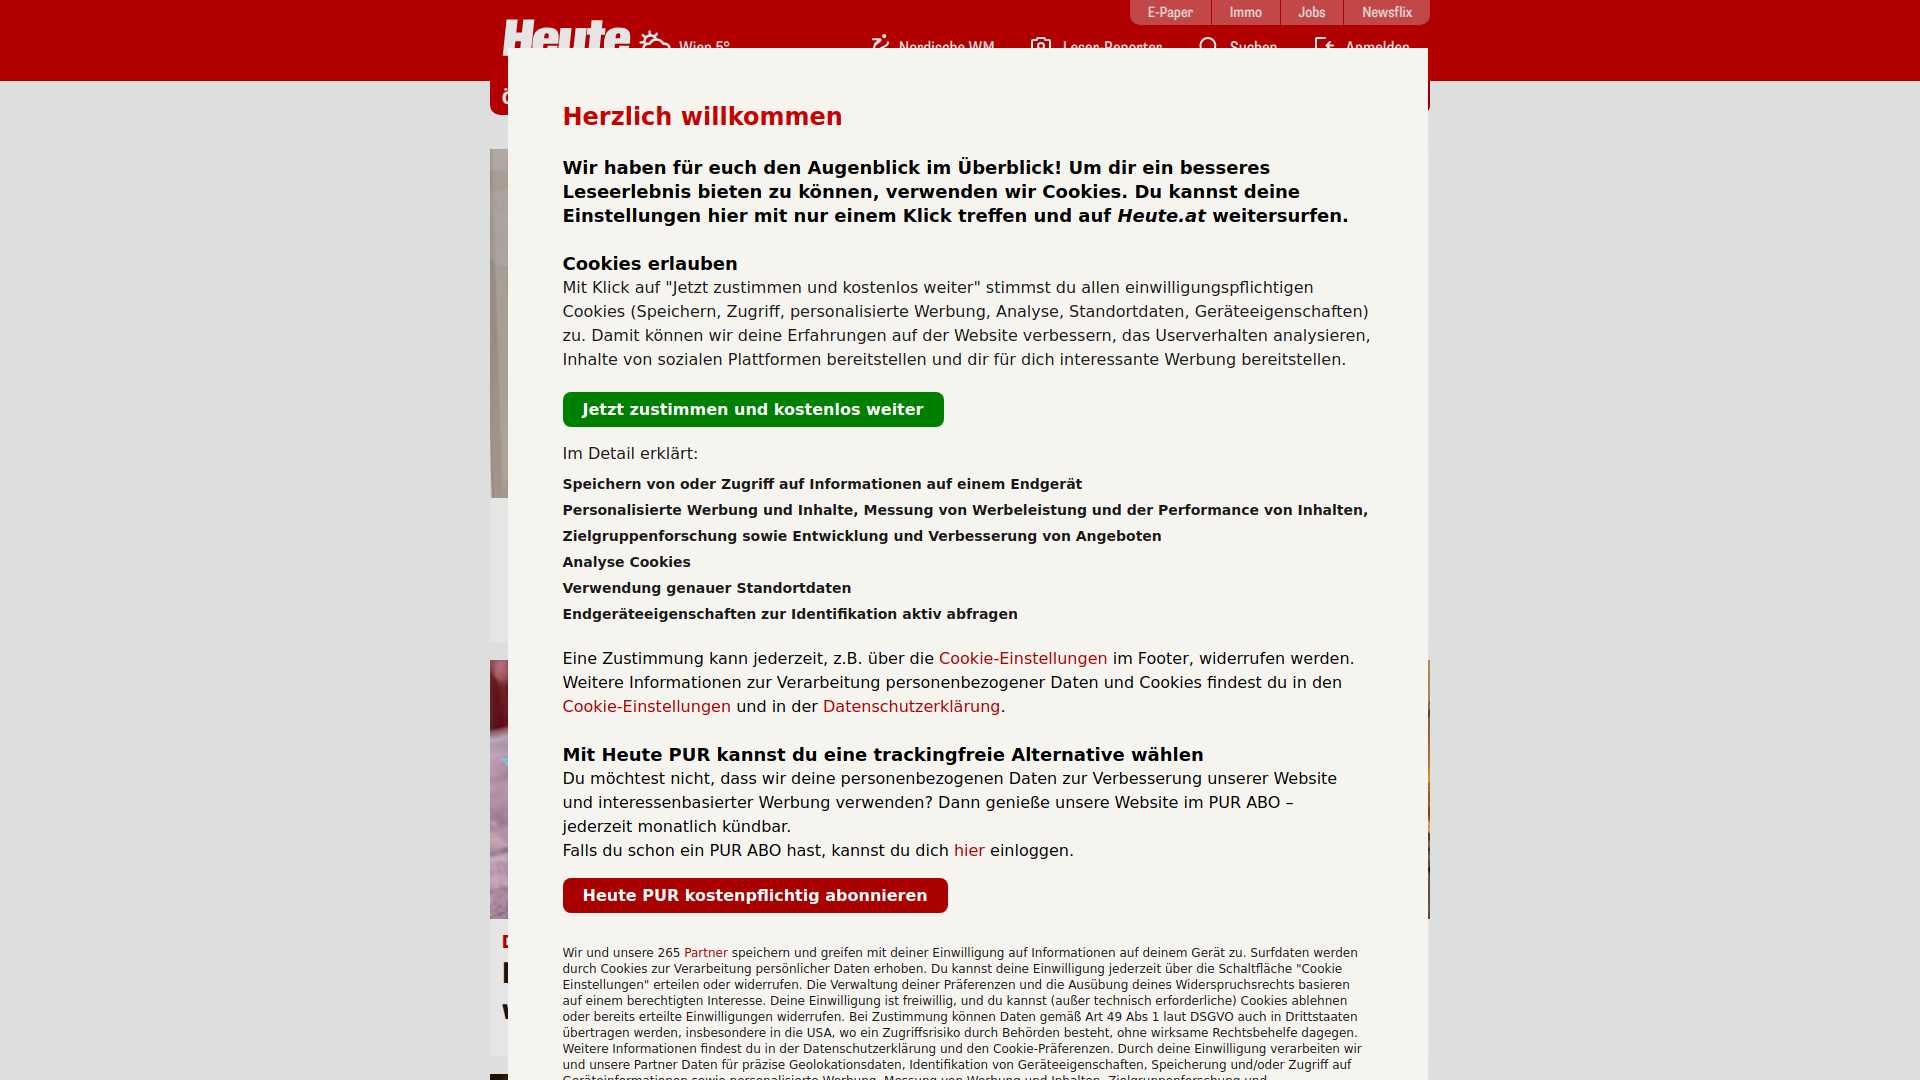 E-Paper
Immo
Jobs
Newsflix
Heute
Wien 5°
Nordische WM
Leser-Reporter
Suchen
Anmelden
Herzlich willkommen
Wir haben für euch den Augenblick im Überblick! Um dir ein besseres
Leseerlebnis bieten zu können, verwenden wir Cookies. Du kannst deine
Einstellungen hier mit nur einem Klick treffen und auf Heute.at weitersurfen.
Cookies erlauben
Mit Klick auf "Jetzt zustimmen und kostenlos weiter" stimmst du allen einwilligungspflichtigen
Cookies (Speichern, Zugriff, personalisierte Werbung, Analyse, Standortdaten, Geräteeigenschaften)
zu. Damit können wir deine Erfahrungen auf der Website verbessern, das Userverhalten analysieren,
Inhalte von sozialen Plattformen bereitstellen und dir für dich interessante Werbung bereitstellen.
Jetzt zustimmen und kostenlos weiter
Im Detail erklärt:
Speichern von oder Zugriff auf Informationen auf einem Endgerät
Personalisierte Werbung und Inhalte, Messung von Werbeleistung und der Performance von Inhalten,
Zielgruppenforschung sowie Entwicklung und Verbesserung von Angeboten
Analyse Cookies
Verwendung genauer Standortdaten
Endgeräteeigenschaften zur Identifikation aktiv abfragen
Eine Zustimmung kann jederzeit, z.B. über die Cookie-Einstellungen im Footer, widerrufen werden.
Weitere Informationen zur Verarbeitung personenbezogener Daten und Cookies findest du in den
Cookie-Einstellungen und in der Datenschutzerklärung.
Mit Heute PUR kannst du eine trackingfreie Alternative wählen
Du möchtest nicht, dass wir deine personenbezogenen Daten zur Verbesserung unserer Website
und interessenbasierter Werbung verwenden? Dann genieße unsere Website im PUR ABO –
jederzeit monatlich kündbar.
Falls du schon ein PUR ABO hast, kannst du dich hier einloggen.
Heute PUR kostenpflichtig abonnieren
Wir und unsere 265 Partner speichern und greifen mit deiner Einwilligung auf Informationen auf deinem Gerät zu. Surfdaten werden
durch Cookies zur Verarbeitung persönlicher Daten erhoben. Du kannst deine Einwilligung jederzeit über die Schaltfläche "Cookie
Einstellungen" erteilen oder widerrufen. Die Verwaltung deiner Präferenzen und die Ausübung deines Widerspruchsrechts basieren
auf einem berechtigten Interesse. Deine Einwilligung ist freiwillig, und du kannst (außer technisch erforderliche) Cookies ablehnen
oder bereits erteilte Einwilligungen widerrufen. Bei Zustimmung können Daten gemäß Art 49 Abs 1 laut DSGVO auch in Drittstaaten
übertragen werden, insbesondere in die USA, wo ein Zugriffsrisiko durch Behörden besteht, ohne wirksame Rechtsbehelfe dagegen.
Weitere Informationen findest du in der Datenschutzerklärung und den Cookie-Präferenzen. Durch deine Einwilligung verarbeiten wir
und unsere Partner Daten für präzise Geolokationsdaten, Identifikation von Geräteeigenschaften, Speicherung und/oder Zugriff auf
Geräteinformationen sowie personalisierte Werbung, Messung von Werbung und Inhalten, Zielgruppenforschung und